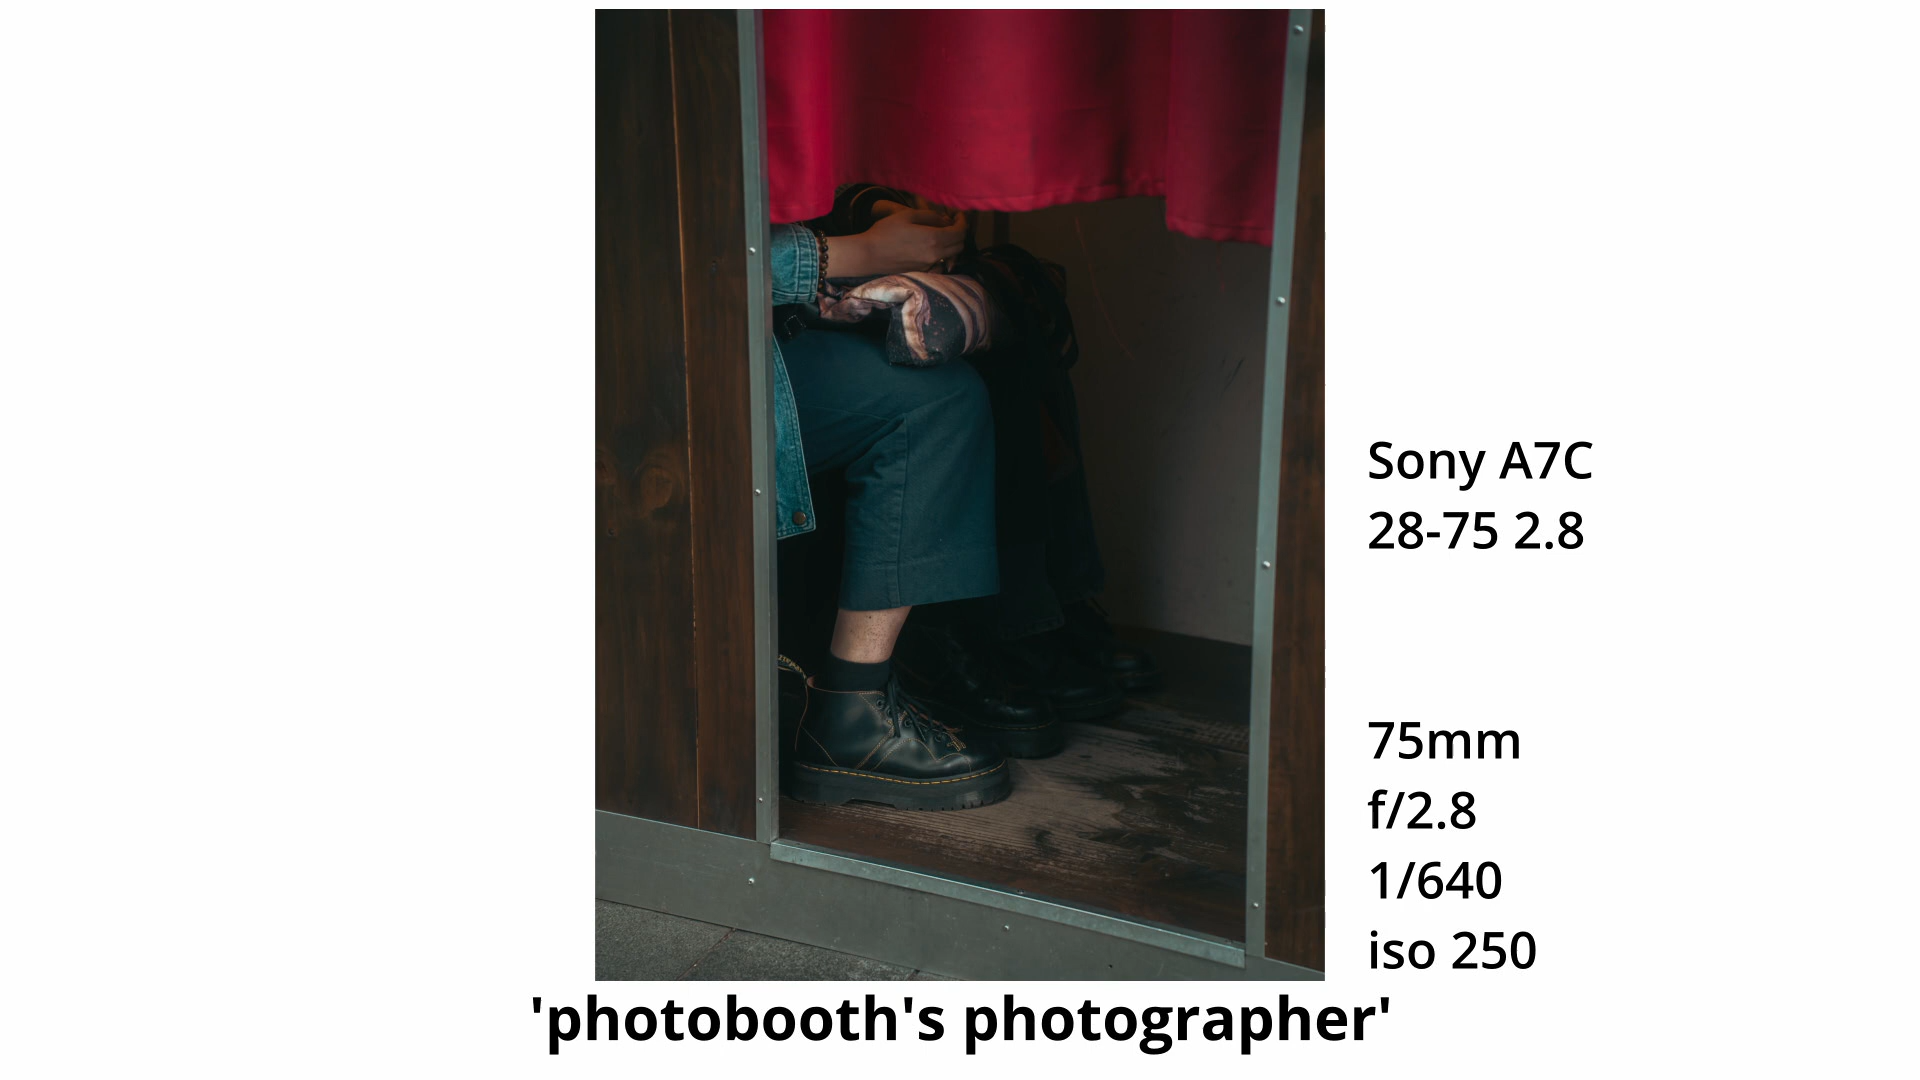 Sony A7C
28-75 2.8
75mm
f/2.8
1/640
iso 250
'photobooth's photographer'